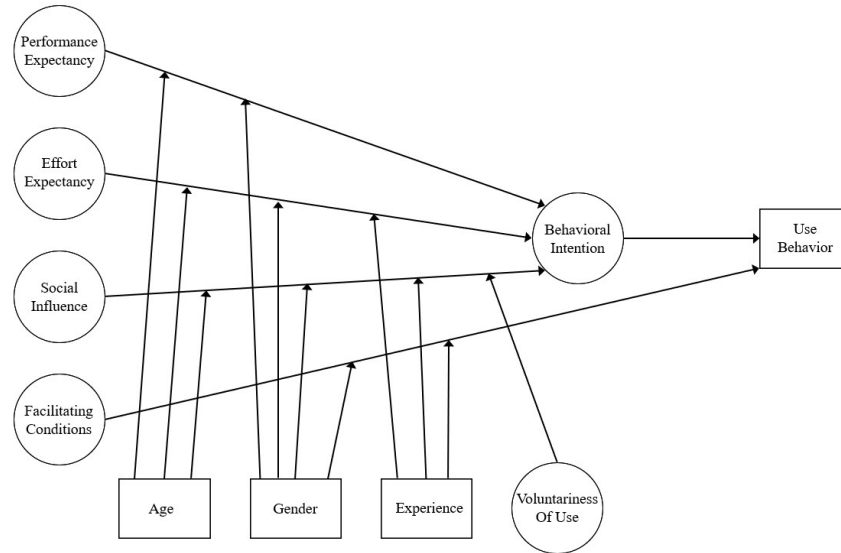 Performance
Expectancy
Effort
Expectancy
Social
Influence
Facilitating
Conditions
Behavioral
Intention
Use
Behavior
Age
Gender
Experience
Voluntariness
Of Use